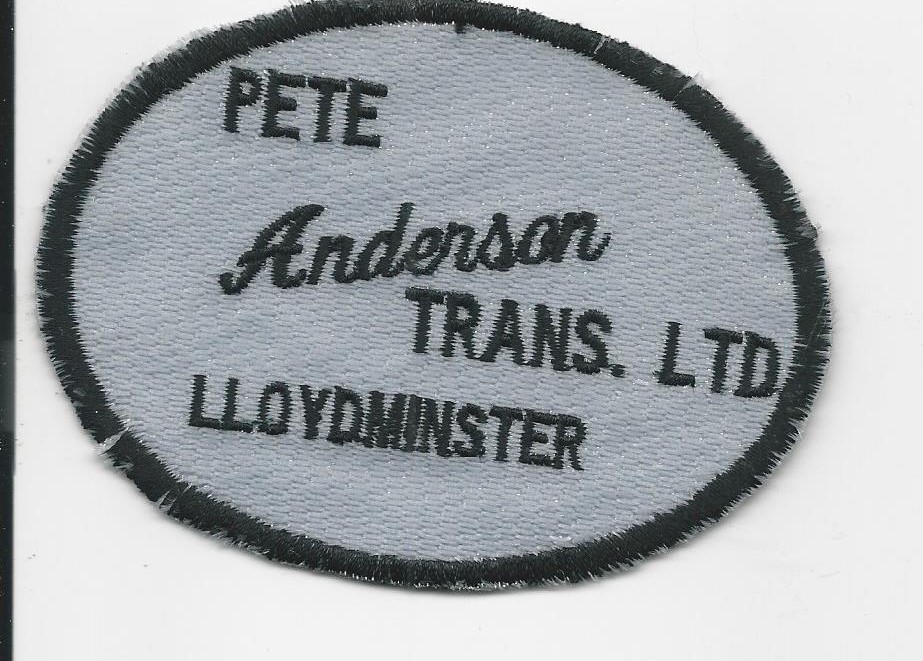 PETE
Anderson
TRANS. LTD
LLOYDMINSTER